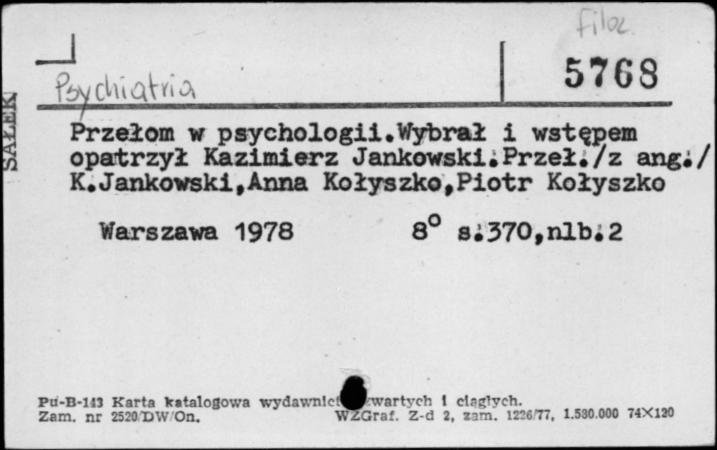 filoz.
5768
Psychiatria
SAŁEK
Przełom w psychologii.Wybrał i wstępem
opatrzył Kazimierz Jankowski.Przeł./z ang./
K.Jankowski,Anna Kołyszko,Piotr Kołyszko
Warszawa 1978 8° s.370,nlb.2
Pu-B-143 Karta katalogowa wydawnict zwartych i ciągłych.
Zam. nr 2520/DW/On. WZGraf. Z-d 2, zam. 1226/77, 1.530.000 74X120